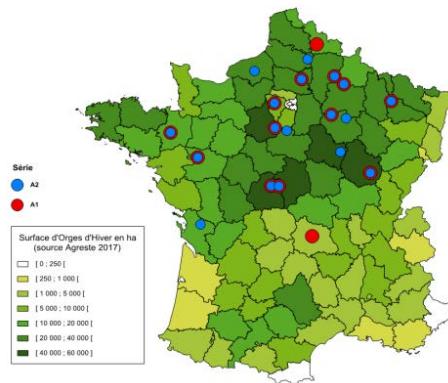 Série
A2
A1
Surface d'Orges d'Hiver en ha
(source Agreste 2017)
[ 0 ; 250 [
[ 250 ; 1 000 [
[ 1 000 ; 5 000 [
[ 5 000 ; 10 000 [
[ 10 000 ; 20 000 [
[ 20 000 ; 40 000 [
[ 40 000 ; 60 000 [